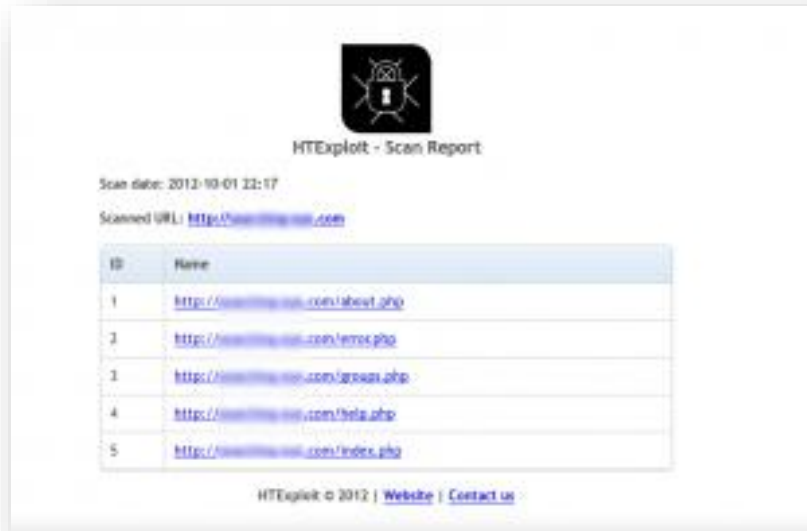 HTExploit - Scan Report
Scan date: 2012-10-01 22:17
Scanned URL: http:// .com
ID Name
1 http:// .com/about.php
2 http:// .com/error.php
3 http:// .com/groups.php
4 http:// .com/help.php
5 http:// .com/index.php
HTExploit © 2012 | Website | Contact us